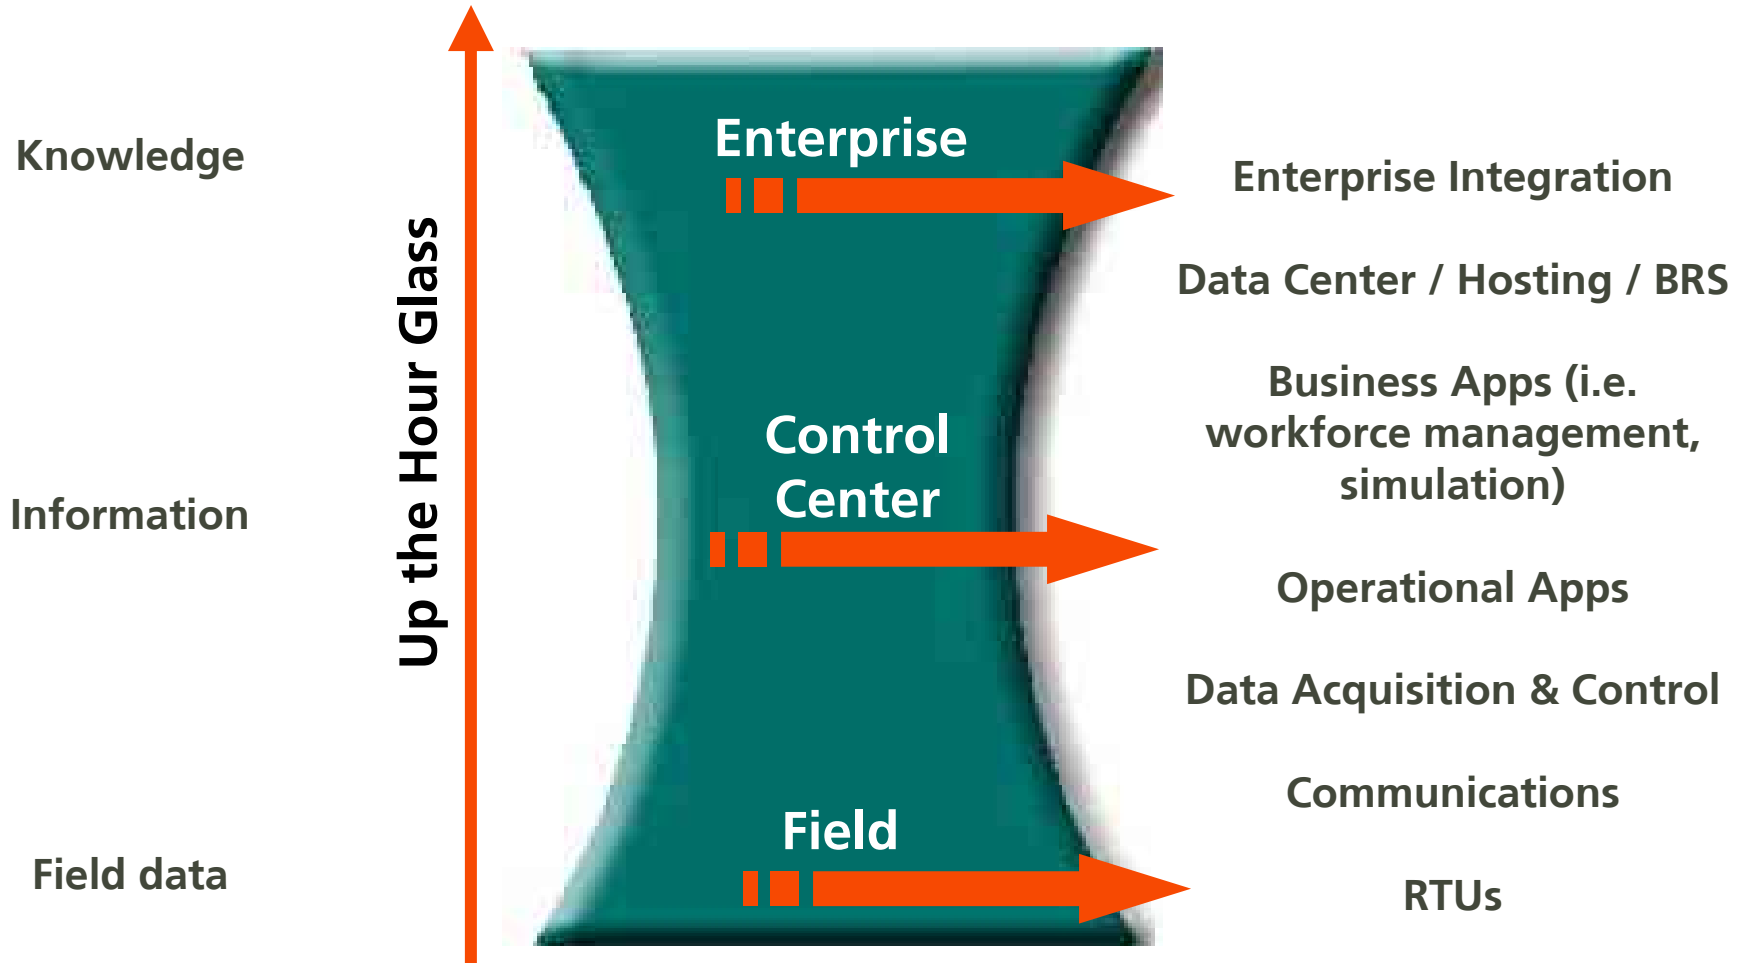 Knowledge
Information
Field data
Up the Hour Glass
Enterprise
Control
Center
Field
Enterprise Integration
Data Center / Hosting / BRS
Business Apps (i.e.
workforce management,
simulation)
Operational Apps
Data Acquisition & Control
Communications
RTUs